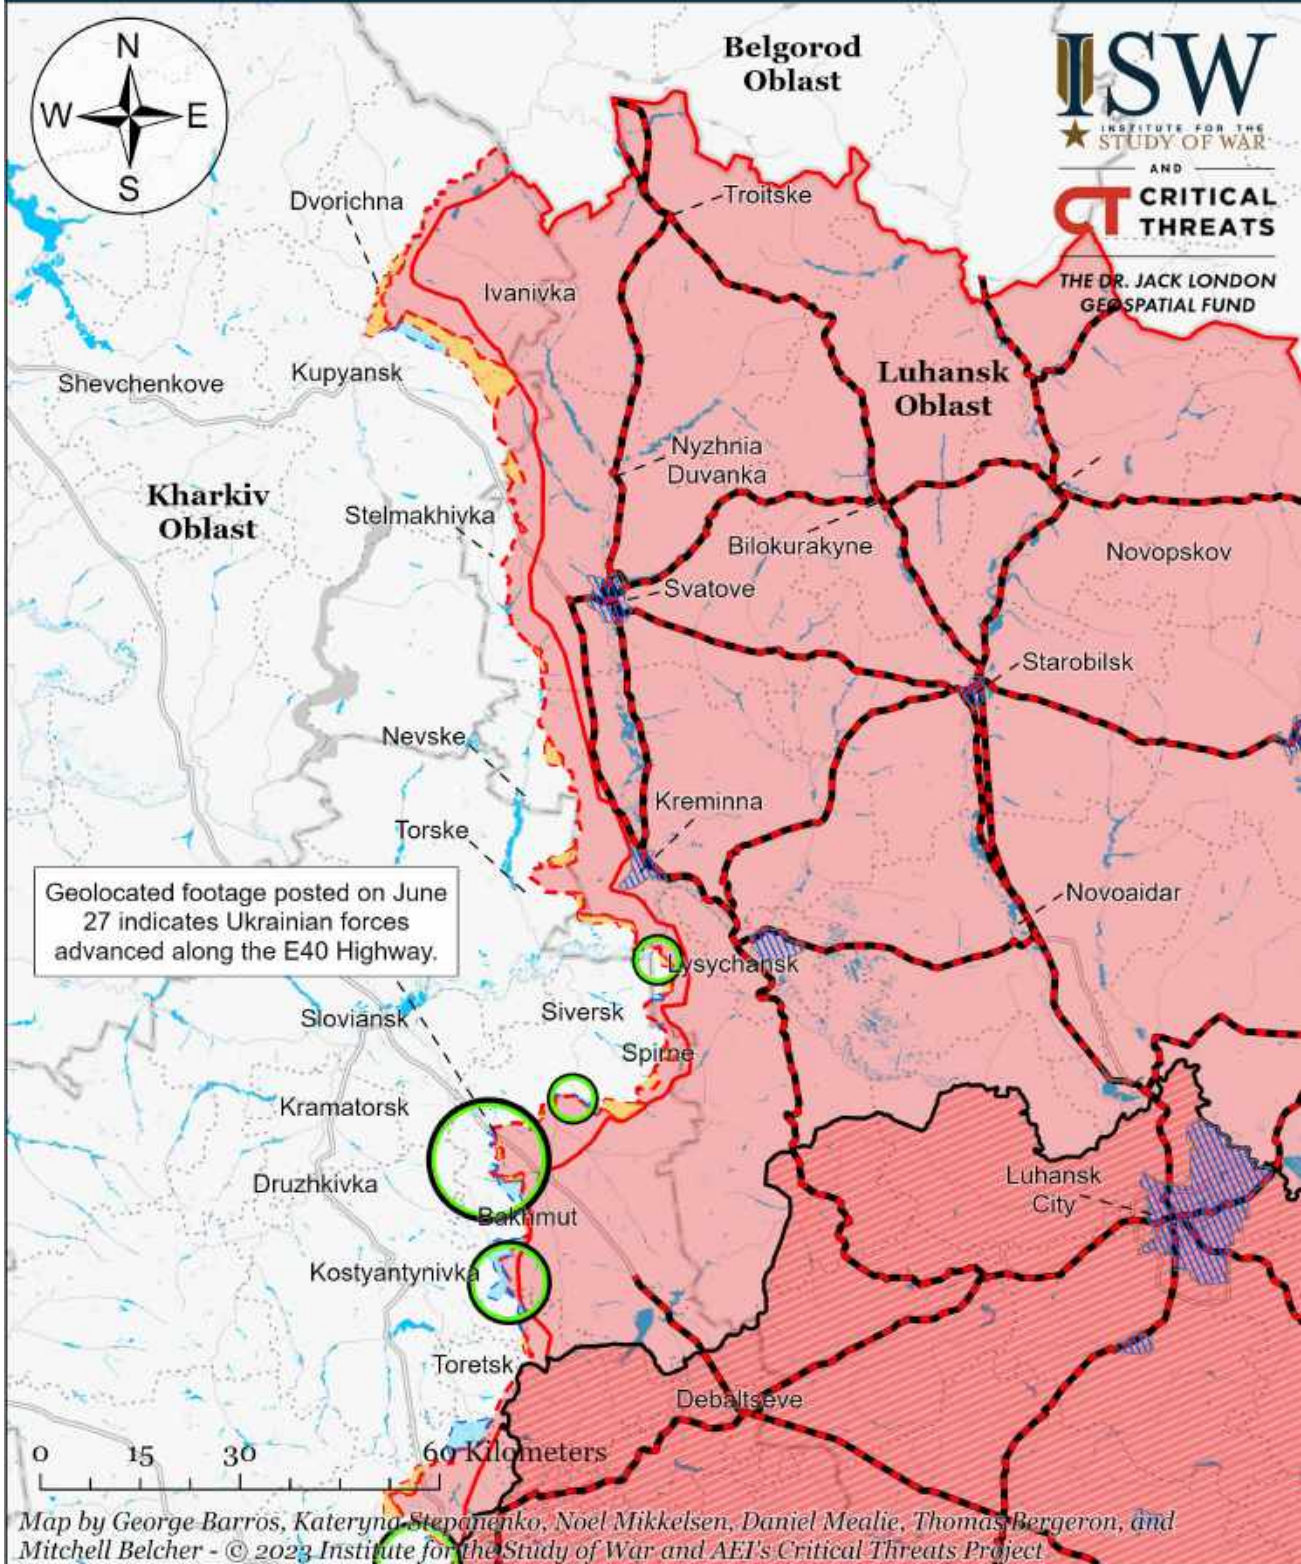 N
W E
S
Belgorod
Oblast
ISW
INSTITUTE FOR THE
STUDY OF WAR
AND
CT CRITICAL
THREATS
THE DR. JACK LONDON
GEOSPATIAL FUND
Dvorichna
Troitske
Ivanivka
Shevchenkove
Kupyansk
Luhansk
Oblast
Nyzhnia
Duvanka
Kharkiv
Oblast
Stelmakhivka
Bilokurakyne
Novopskov
Svatove
Starobilsk
Nevske
Kreminna
Torske
Geolocated footage posted on June
27 indicates Ukrainian forces
advanced along the E40 Highway.
Novoaidar
Lysychansk
Sloviansk
Siversk
Spirne
Kramatorsk
Druzhkivka
Luhansk
City
Bakhmut
Kostyantynivka
Toretsk
Debaltseve
0 15 30 60 Kilometers
Map by George Barros, Kateryna Stepanenko, Noel Mikkelsen, Daniel Mealie, Thomas Bergeron, and
Mitchell Belcher - © 2023 Institute for the Study of War and AEI's Critical Threats Project